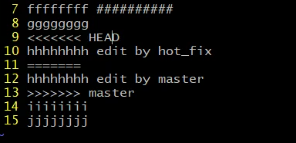 7 ffffffff ##########
8 gggggggg
9 <<<<<<< HEAD
10 hhhhhhhh edit by hot_fix
11 =======
12 hhhhhhhh edit by master
13 >>>>>>> master
14 iiiiiiii
15 jjjjjjjj
~